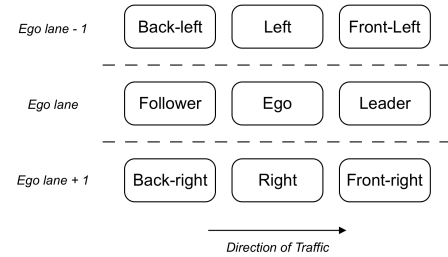 Ego lane - 1 Back-left Left Front-Left
Ego lane Follower Ego Leader
Ego lane + 1 Back-right Right Front-right
Direction of Traffic